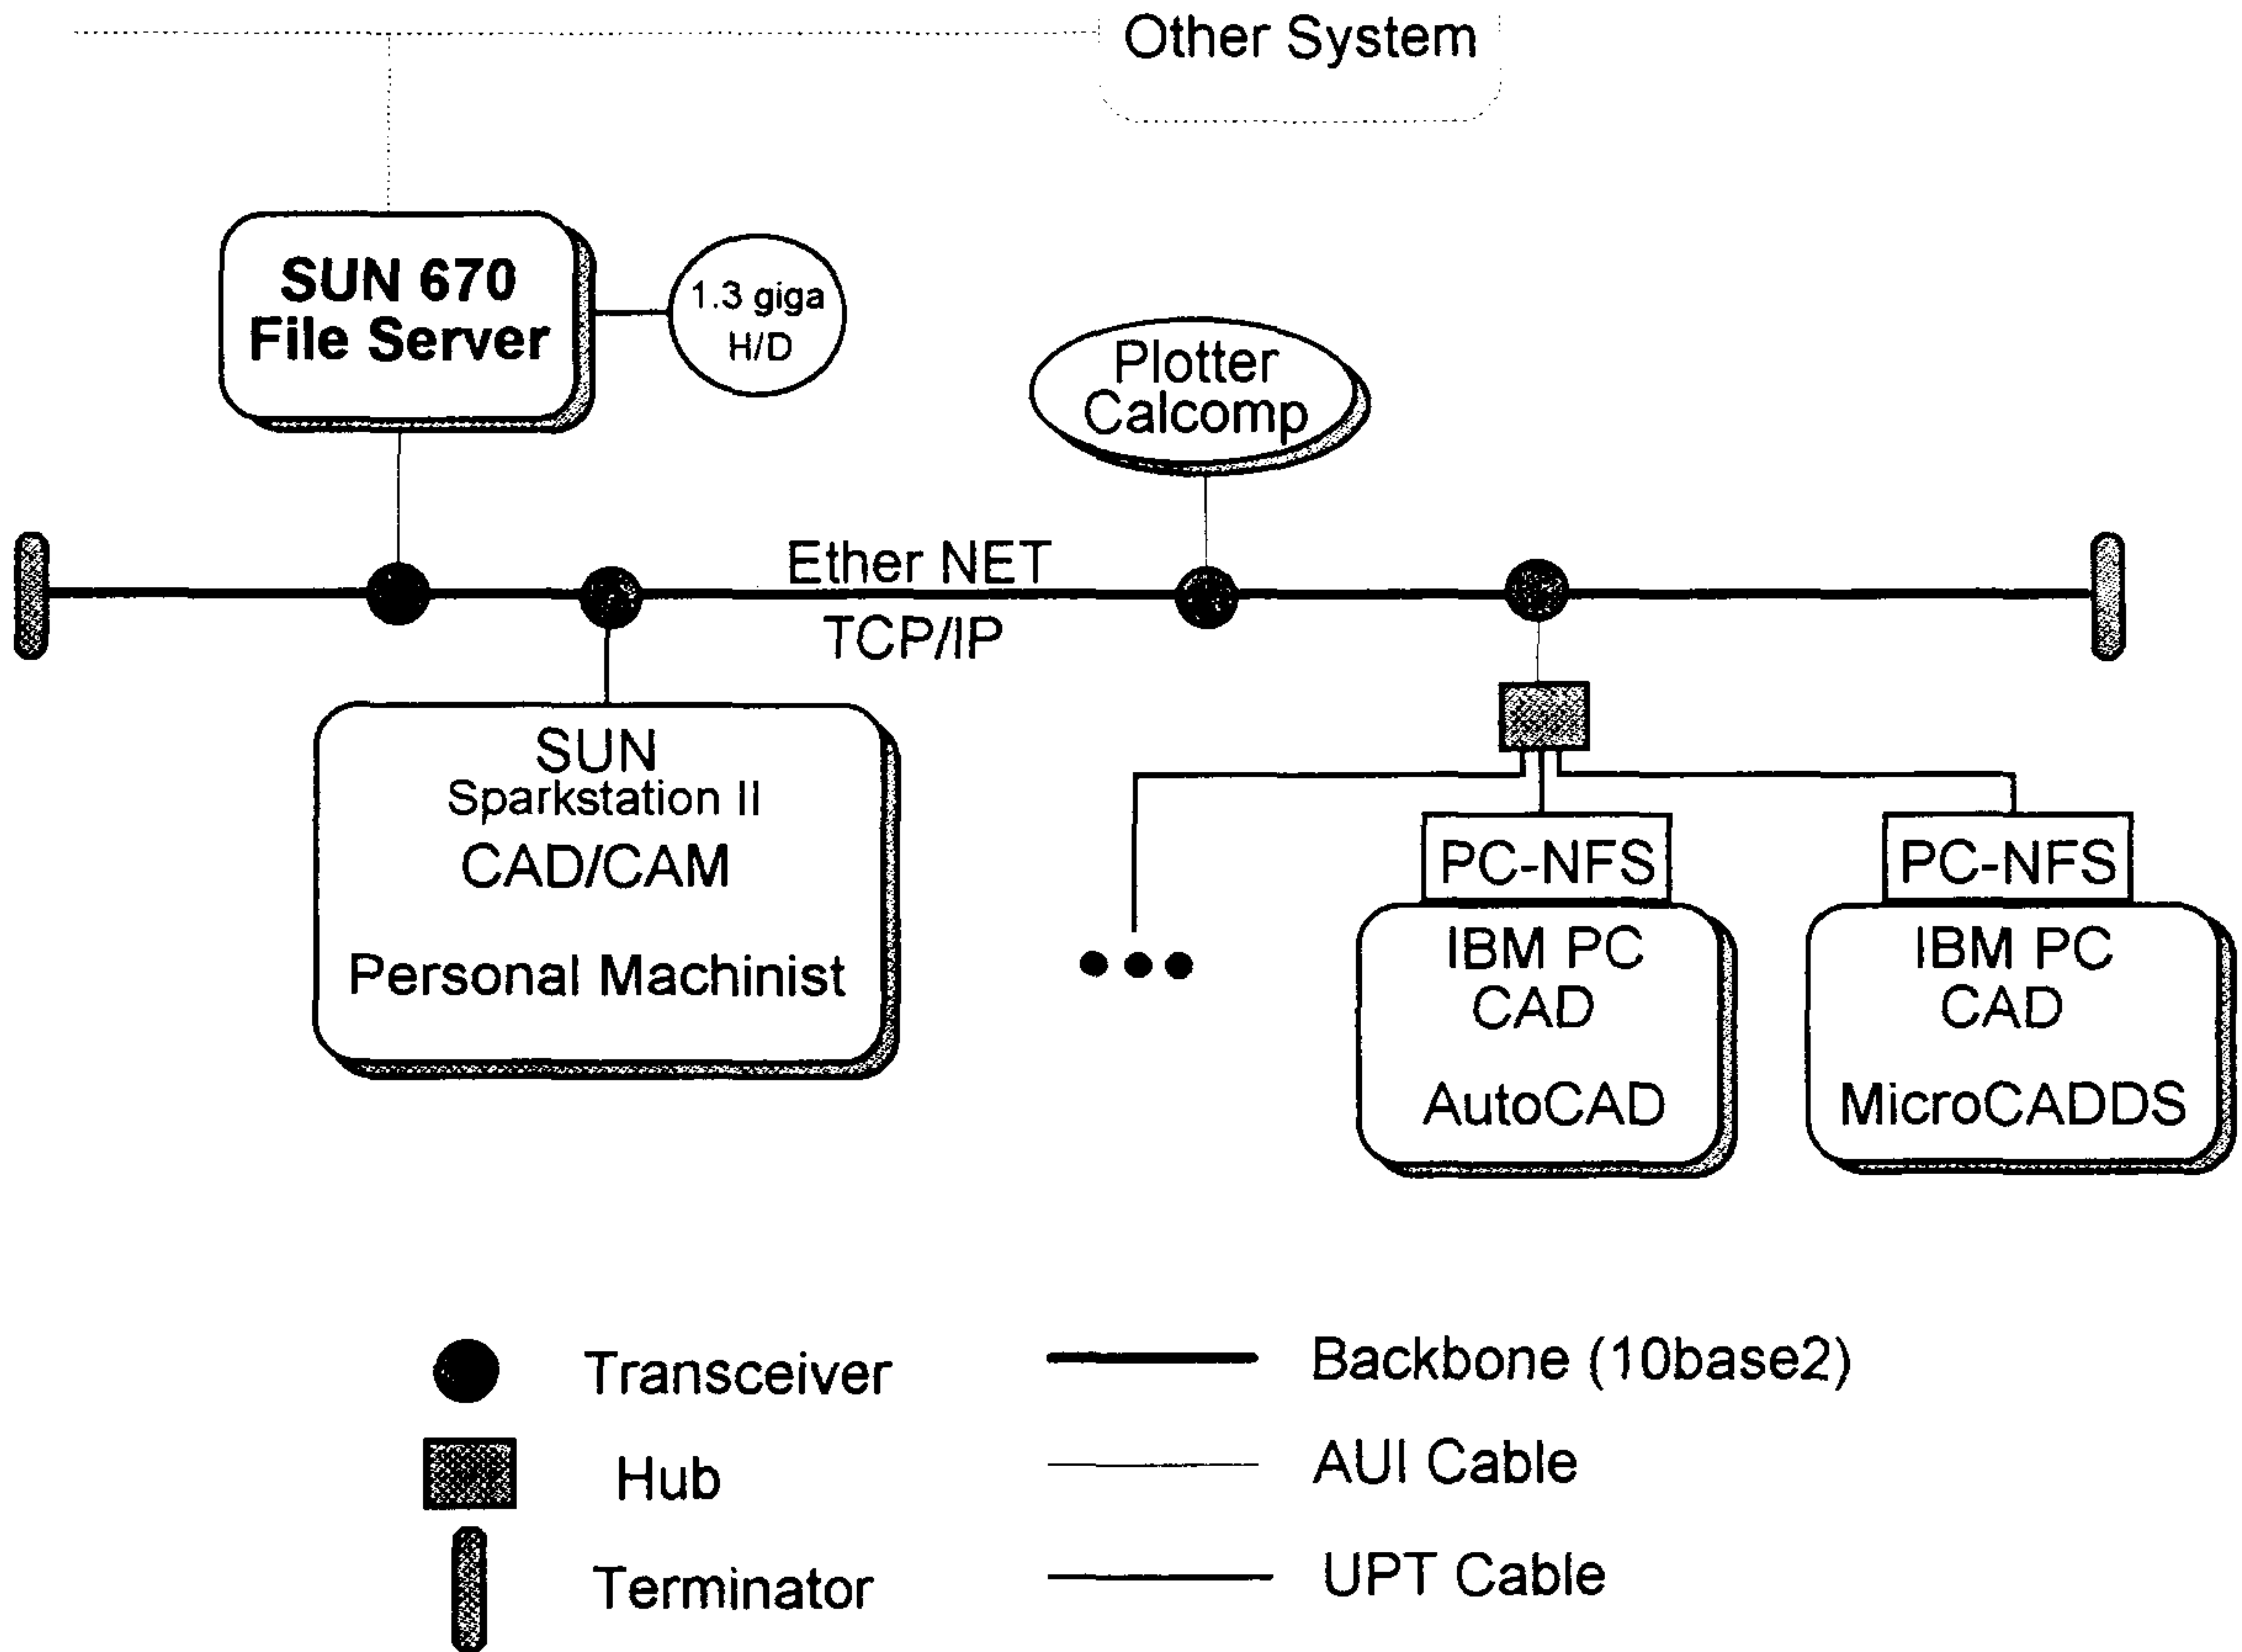 Other System
SUN 670
File Server
1.3 giga
H/D
Plotter
Calcomp
Ether NET
TCP/IP
SUN
Sparkstation II
CAD/CAM
Personal Machinist
PC-NFS
IBM PC
CAD
AutoCAD
PC-NFS
IBM PC
CAD
MicroCADDS
Transceiver
Hub
Terminator
Backbone (10base2)
AUI Cable
UPT Cable